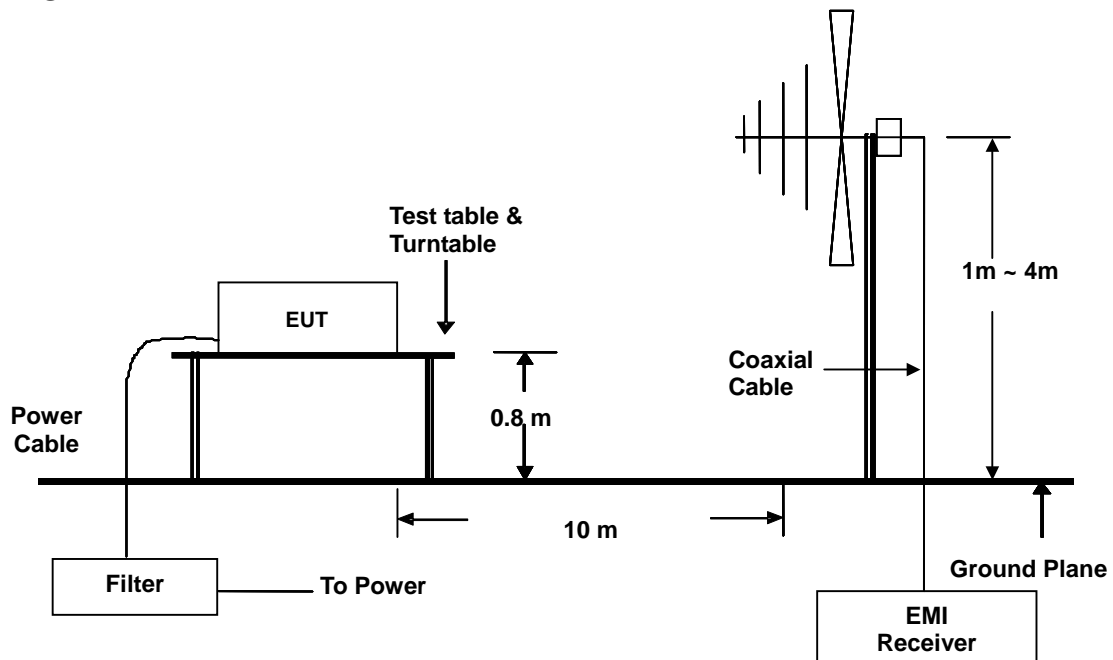 Test table &
Turntable
EUT
1m ~ 4m
Coaxial
Cable
0.8 m
Power
Cable
10 m
Filter
To Power
Ground Plane
EMI
Receiver